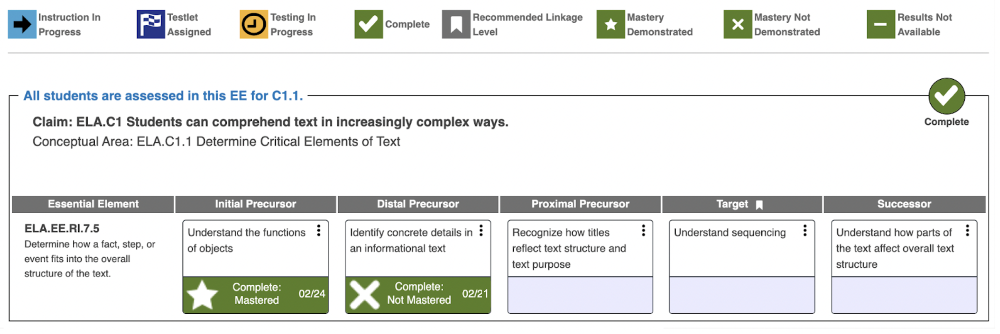 Instruction In
Progress
Testlet
Assigned
Testing In
Progress
Complete
Recommended Linkage
Level
Mastery
Demonstrated
Mastery Not
Demonstrated
Results Not
Available
All students are assessed in this EE for C1.1.
Complete
Claim: ELA.C1 Students can comprehend text in increasingly complex ways.
Conceptual Area: ELA.C1.1 Determine Critical Elements of Text
Essential Element
Initial Precursor
Distal Precursor
Proximal Precursor
Target
Successor
ELA.EE.RI.7.5
Determine how a fact, step, or
event fits into the overall
structure of the text.
Understand the functions
of objects
Complete:
Mastered
02/24
Identify concrete details in
an informational text
Complete:
Not Mastered
02/21
Recognize how titles
reflect text structure and
text purpose
Understand sequencing
Understand how parts of
the text affect overall text
structure